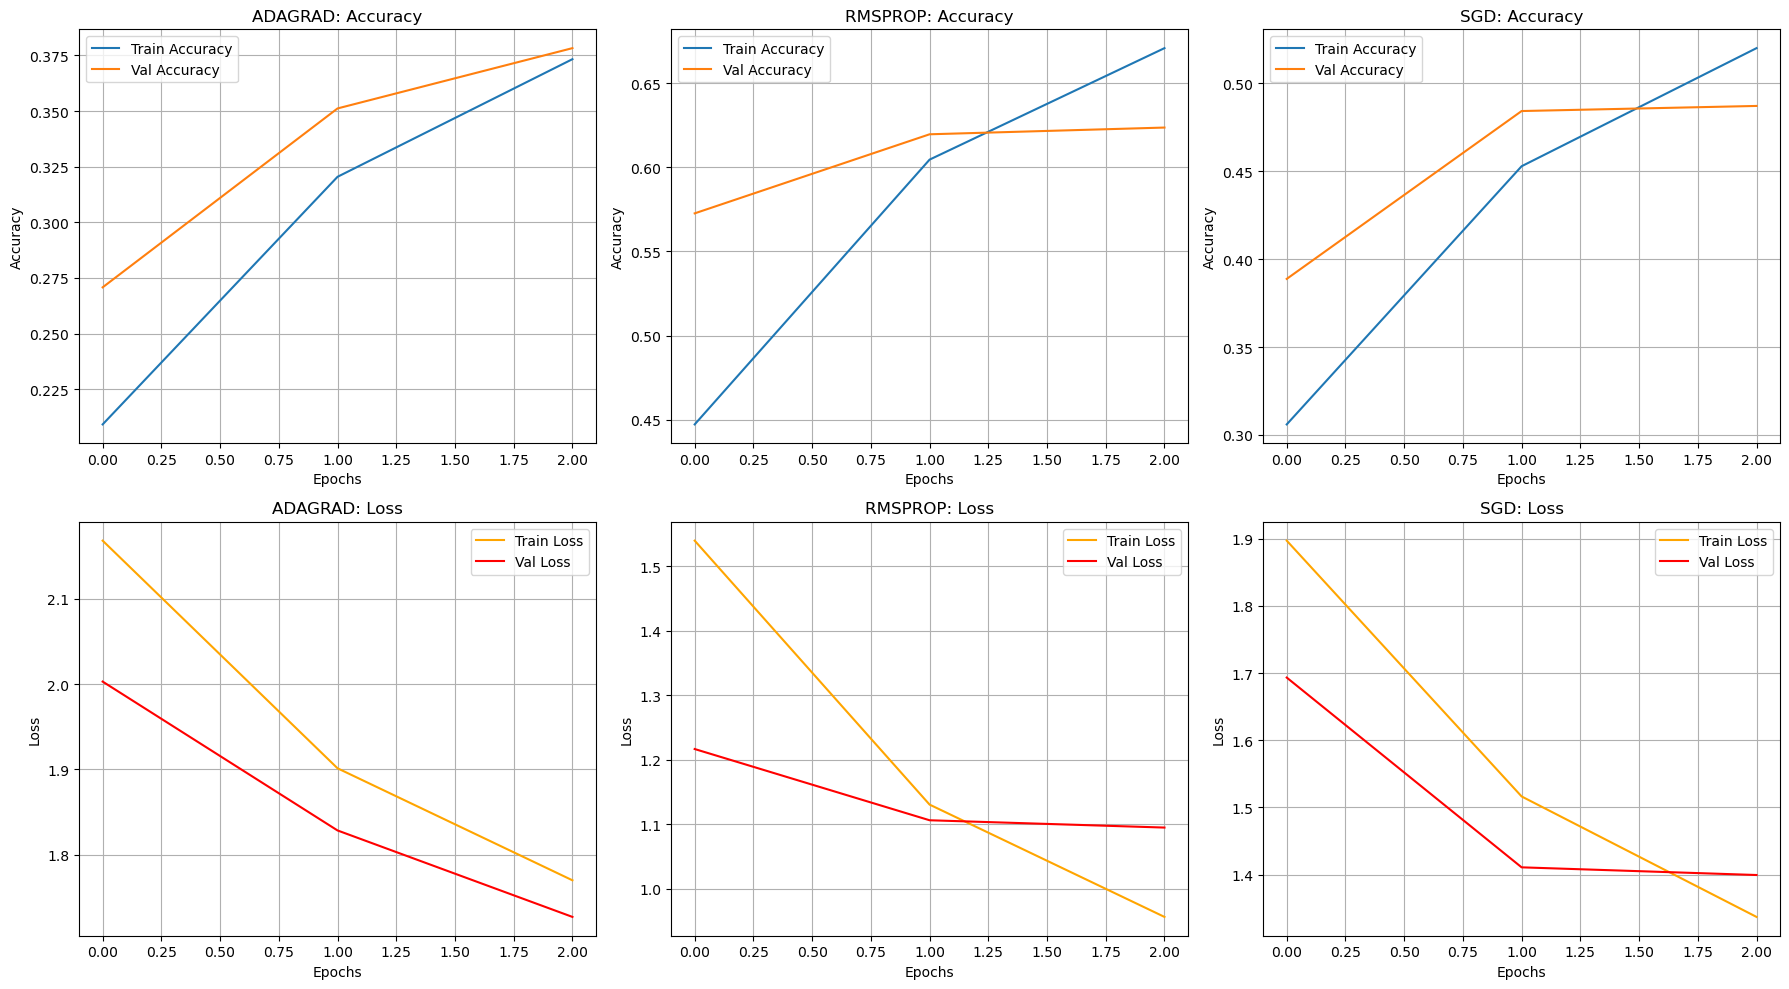 ADAGRAD: Accuracy
Train Accuracy
Val Accuracy
0.375
0.350
0.325
0.300
0.275
0.250
0.225
Accuracy
0.00 0.25 0.50 0.75 1.00 1.25 1.50 1.75 2.00
Epochs
RMSPROP: Accuracy
Train Accuracy
Val Accuracy
0.65
0.60
0.55
0.50
0.45
Accuracy
0.00 0.25 0.50 0.75 1.00 1.25 1.50 1.75 2.00
Epochs
SGD: Accuracy
Train Accuracy
Val Accuracy
0.50
0.45
0.40
0.35
0.30
Accuracy
0.00 0.25 0.50 0.75 1.00 1.25 1.50 1.75 2.00
Epochs
ADAGRAD: Loss
Train Loss
Val Loss
2.1
2.0
1.9
1.8
Loss
0.00 0.25 0.50 0.75 1.00 1.25 1.50 1.75 2.00
Epochs
RMSPROP: Loss
Train Loss
Val Loss
1.5
1.4
1.3
1.2
1.1
1.0
Loss
0.00 0.25 0.50 0.75 1.00 1.25 1.50 1.75 2.00
Epochs
SGD: Loss
Train Loss
Val Loss
1.9
1.8
1.7
1.6
1.5
1.4
Loss
0.00 0.25 0.50 0.75 1.00 1.25 1.50 1.75 2.00
Epochs